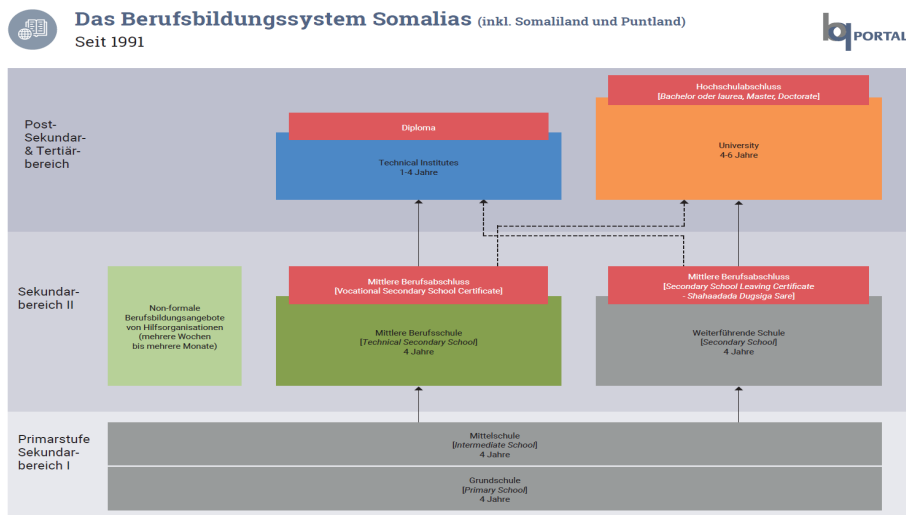 Das Berufsbildungssystem Somalias (inkl. Somaliland und Puntland)
Seit 1991
bq PORTAL
Post-
Sekundar-
& Tertiär-
bereich
Diploma
Technical Institutes
1-4 Jahre
Hochschulabschluss
[Bachelor oder laurea, Master, Doctorate]
University
4-6 Jahre
Sekundar-
bereich II
Non-formale
Berufsbildungsangebote
von Hilfsorganisationen
(mehrere Wochen
bis mehrere Monate)
Mittlere Berufsabschluss
[Vocational Secondary School Certificate]
Mittlere Berufsschule
[Technical Secondary School]
4 Jahre
Mittlere Berufsabschluss
[Secondary School Leaving Certificate
- Shahaadada Dugsiga Sare]
Weiterführende Schule
[Secondary School]
4 Jahre
Primarstufe
Sekundar-
bereich I
Mittelschule
[Intermediate School]
4 Jahre
Grundschule
[Primary School]
4 Jahre